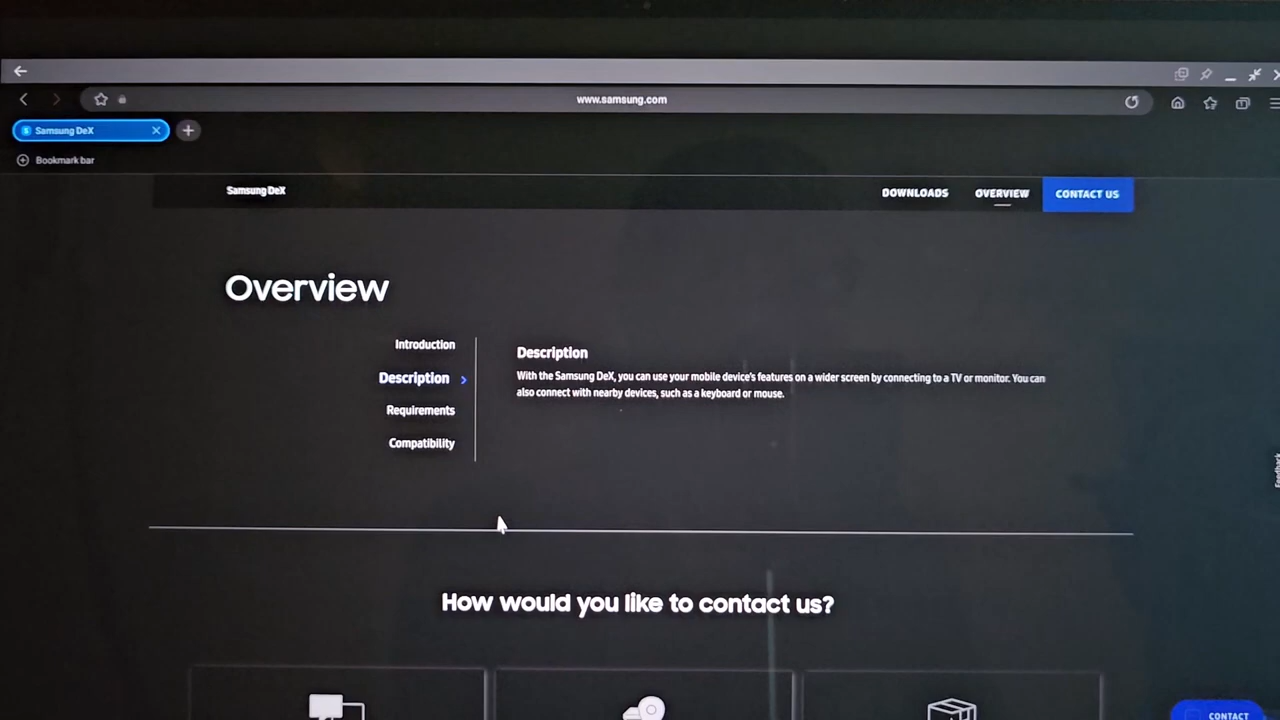 www.samsung.com
Samsung DeX
Bookmark bar
Samsung DeX
DOWNLOADS
OVERVIEW
CONTACT US
Overview
Introduction
Description
Requirements
Compatibility
Description
With the Samsung DeX, you can use your mobile device's features on a wider screen by connecting to a TV or monitor. You can
also connect with nearby devices, such as a keyboard or mouse.
Feedback
How would you like to contact us?
CONTACT